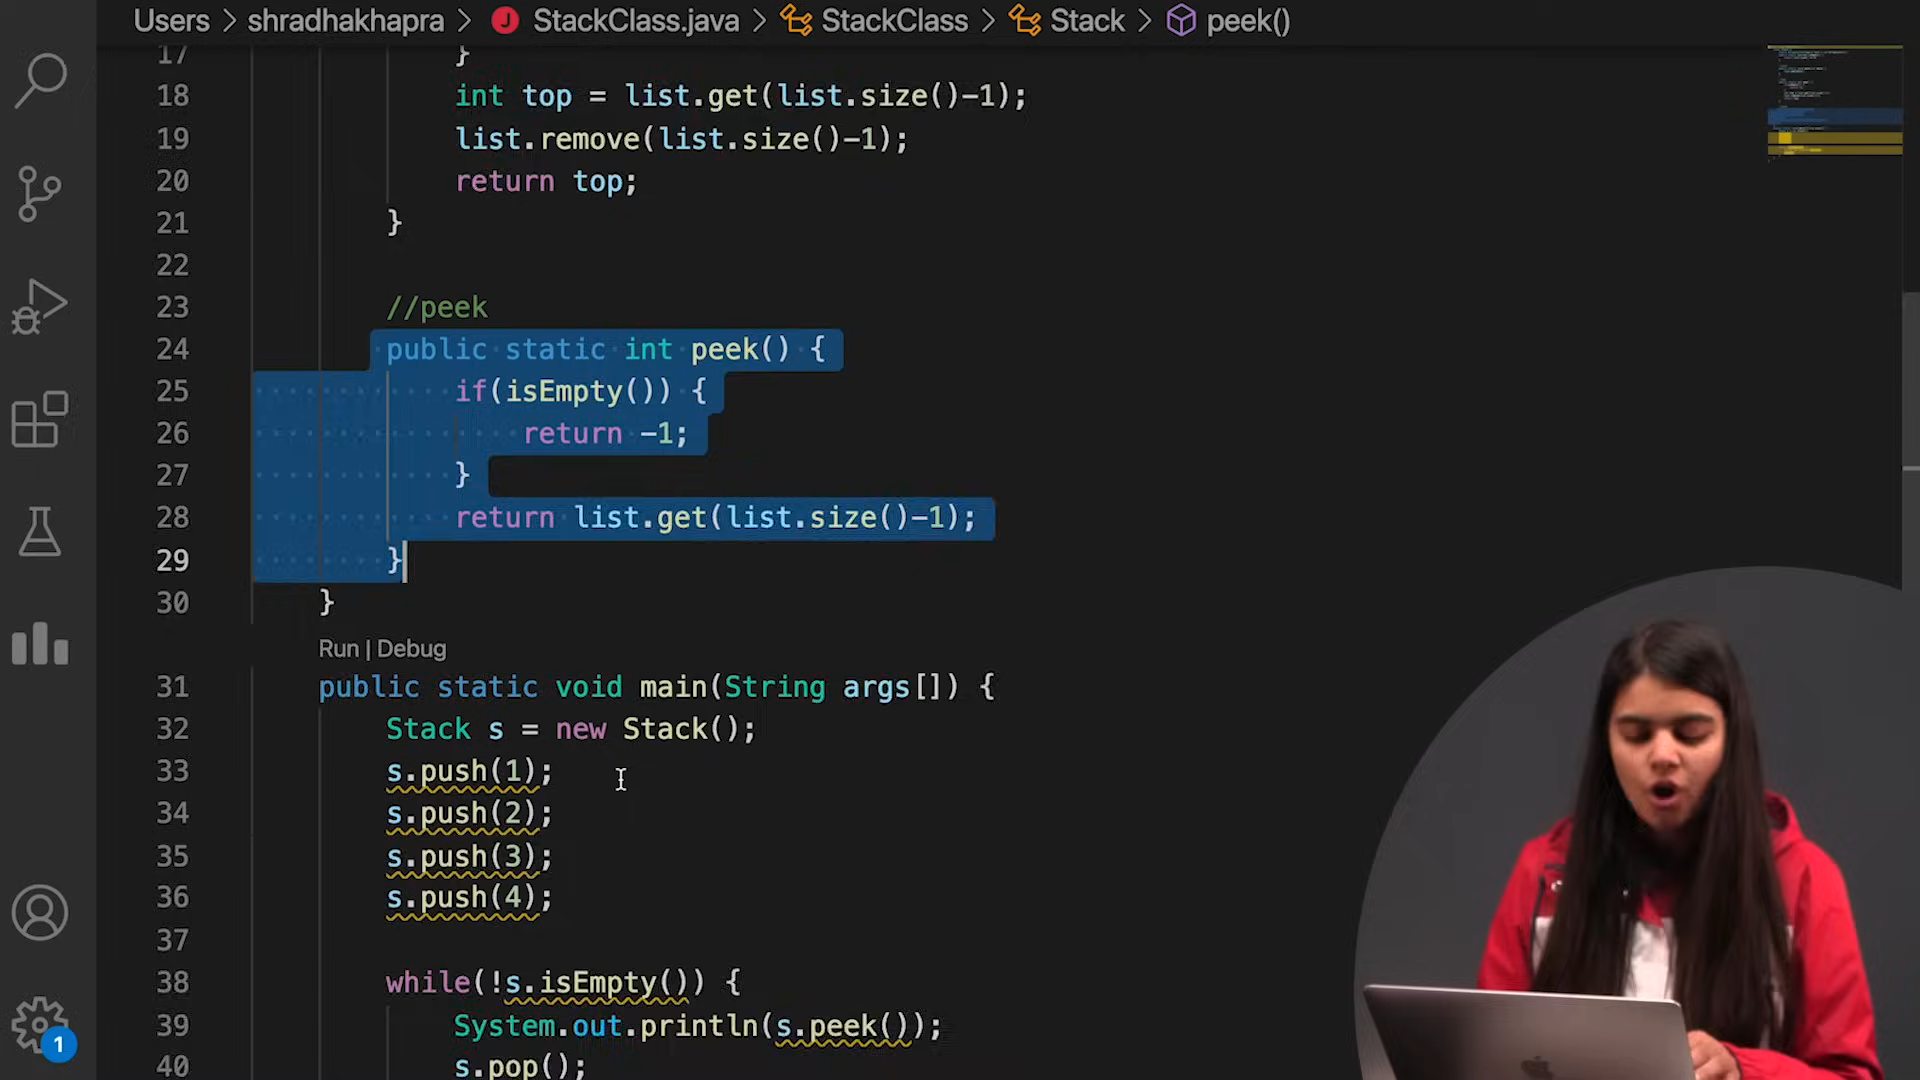 Users > shradhakhapra > J StackClass.java > StackClass > Stack > peek()
17 }
18 int top = list.get(list.size()-1);
19 list.remove(list.size()-1);
20 return top;
21 }
22
23 //peek
24 public static int peek() {
25 if(isEmpty()) {
26 return -1;
27 }
28 return list.get(list.size()-1);
29 }
30 }
Run | Debug
31 public static void main(String args[]) {
32 Stack s = new Stack();
33 s.push(1);
34 s.push(2);
35 s.push(3);
36 s.push(4);
37
38 while(!s.isEmpty()) {
39 System.out.println(s.peek());
40 s.pop();
1